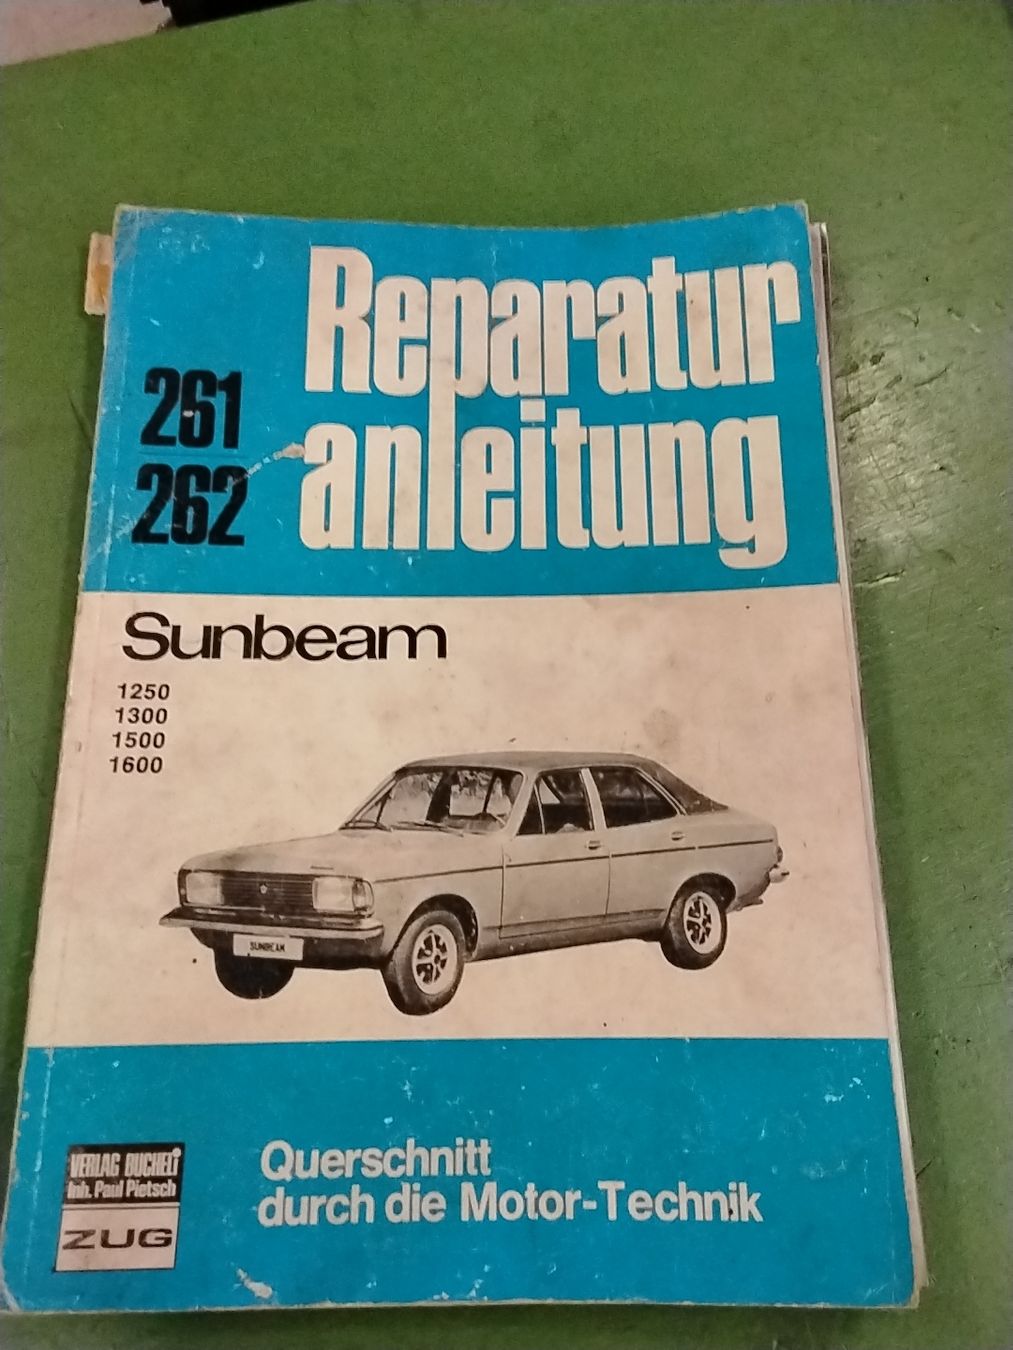 Reparatur
anleitung
261
262
Sunbeam
1250
1300
1500
1600
SUNBEAM
VERLAG BUCHELI
Inh. Paul Pietsch
ZUG
Querschnitt
durch die Motor-Technik